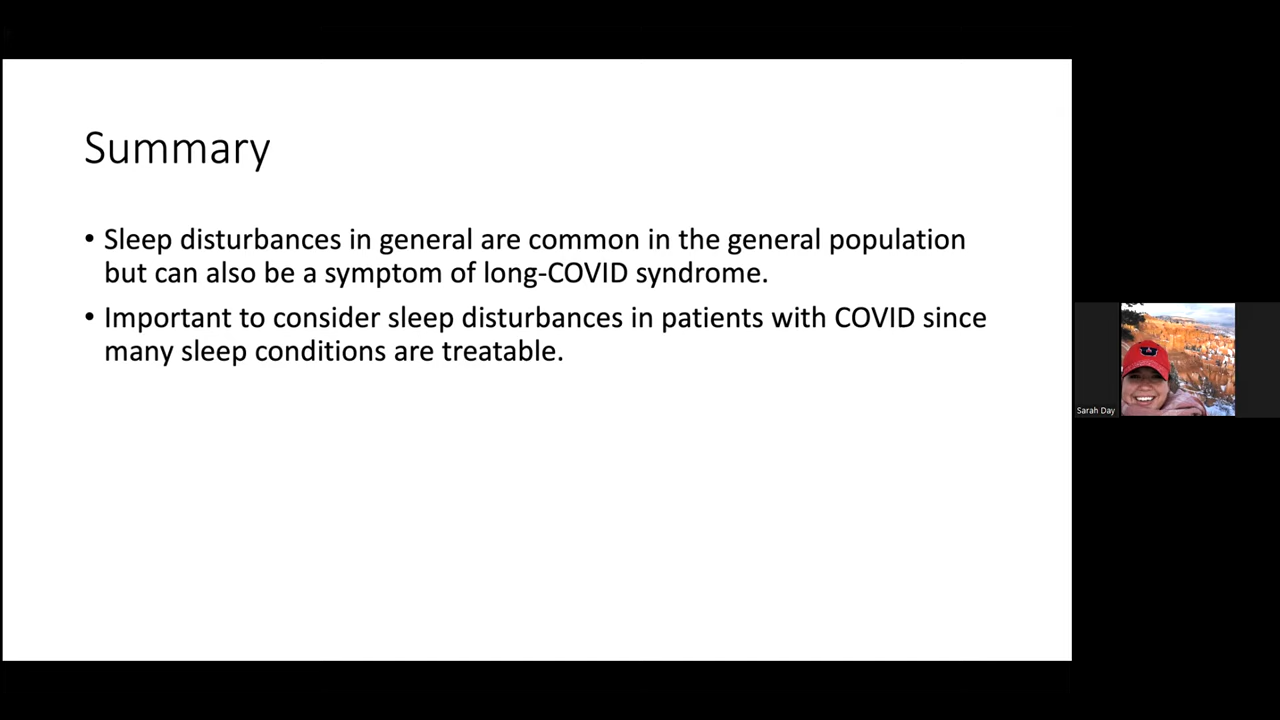 Summary
• Sleep disturbances in general are common in the general population
but can also be a symptom of long-COVID syndrome.
• Important to consider sleep disturbances in patients with COVID since
many sleep conditions are treatable.
Sarah Day